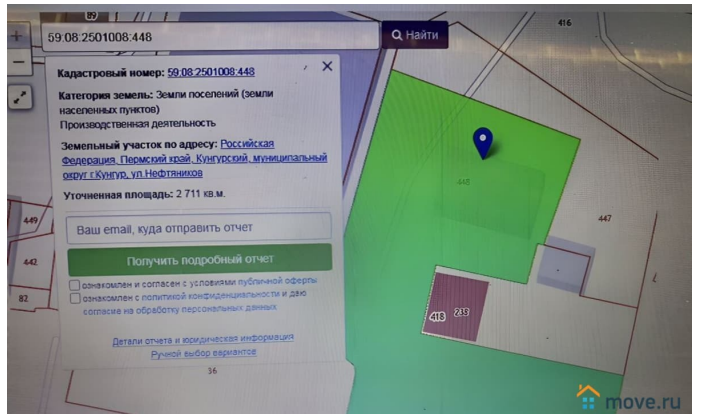 89
416
59:08:2501008:448
Найти
Кадастровый номер: 59:08:2501008:448
Категория земель: Земли поселений (земли
населенных пунктов)
Производственная деятельность
Земельный участок по адресу: Российская
Федерация, Пермский край, Кунгурский, муниципальный
округ г Кунгур, ул.Нефтяников
Уточненная площадь: 2 711 кв.м.
Ваш email, куда отправить отчет
Получить подробный отчет
ознакомлен и согласен с условиями публичной оферты
ознакомлен с политикой конфиденциальности и даю
согласие на обработку персональных данных
Детали отчета и юридическая информация
Ручной выбор вариантов
448
447
449
442
82
418
238
36
move.ru